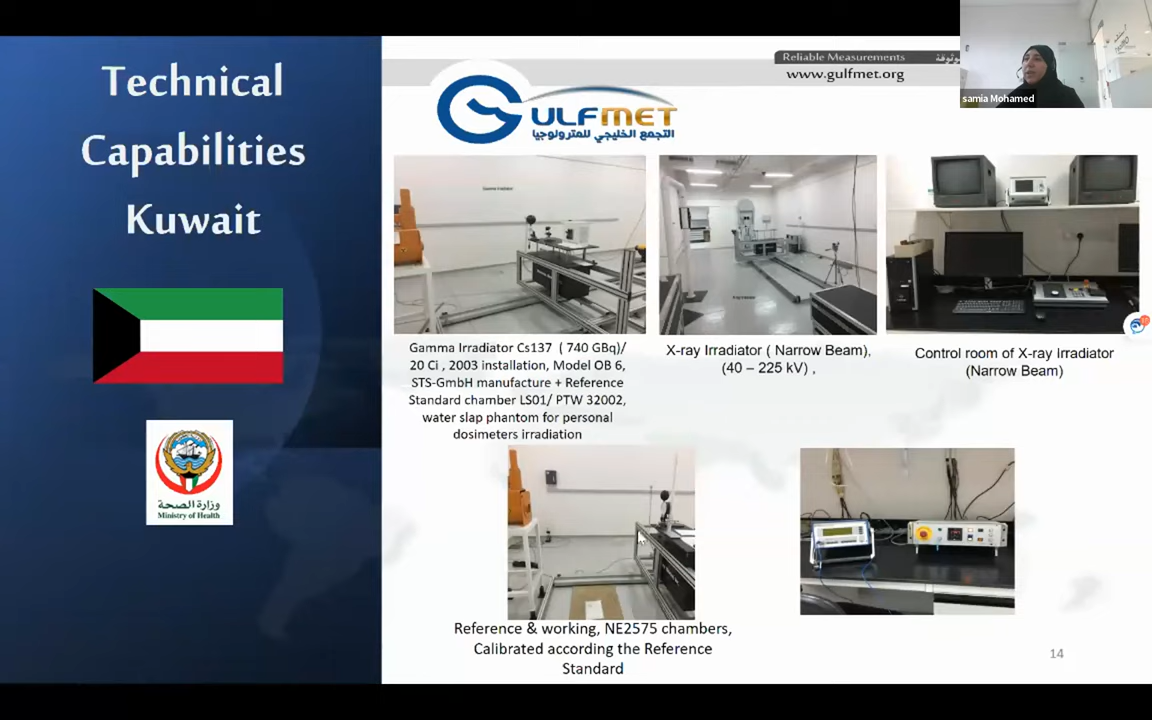 Technical
Capabilities
Kuwait
وزارة الصحة
Ministry of Health
Reliable Measurements
www.gulfmet.org
GULFMET
التجمع الخليجي للمترولوجيا
samia Mohamed
Gamma Irradiator Cs137 ( 740 GBq)/
20 Ci , 2003 installation, Model OB 6,
STS-GmbH manufacture + Reference
Standard chamber LS01/ PTW 32002,
water slap phantom for personal
dosimeters irradiation
X-ray Irradiator ( Narrow Beam),
(40 – 225 kV) ,
Control room of X-ray Irradiator
(Narrow Beam)
Reference & working, NE2575 chambers,
Calibrated according the Reference
Standard
14